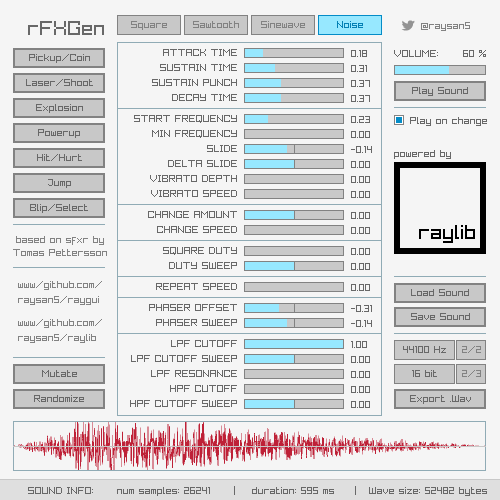 rFXGen
Square
Sawtooth
Sinewave
Noise
@raysan5
Pickup/Coin
Laser/Shoot
Explosion
Powerup
Hit/Hurt
Jump
Blip/Select
based on sfxr by
Tomas Pettersson
www/github.com/
raysan5/raygui
www/github.com/
raysan5/raylib
Mutate
Randomize
ATTACK TIME 0.18
SUSTAIN TIME 0.31
SUSTAIN PUNCH 0.37
DECAY TIME 0.37
START FREQUENCY 0.23
MIN FREQUENCY 0.00
SLIDE -0.14
DELTA SLIDE 0.00
VIBRATO DEPTH 0.00
VIBRATO SPEED 0.00
CHANGE AMOUNT 0.00
CHANGE SPEED 0.00
SQUARE DUTY 0.00
DUTY SWEEP 0.00
REPEAT SPEED 0.00
PHASER OFFSET -0.31
PHASER SWEEP -0.14
LPF CUTOFF 1.00
LPF CUTOFF SWEEP 0.00
LPF RESONANCE 0.00
HPF CUTOFF 0.00
HPF CUTOFF SWEEP 0.00
VOLUME: 60 %
Play Sound
Play on change
powered by
raylib
Load Sound
Save Sound
44100 Hz 2/2
16 bit 2/3
Export .Wav
SOUND INFO: num samples: 26241 | duration: 595 ms | Wave size: 52482 bytes